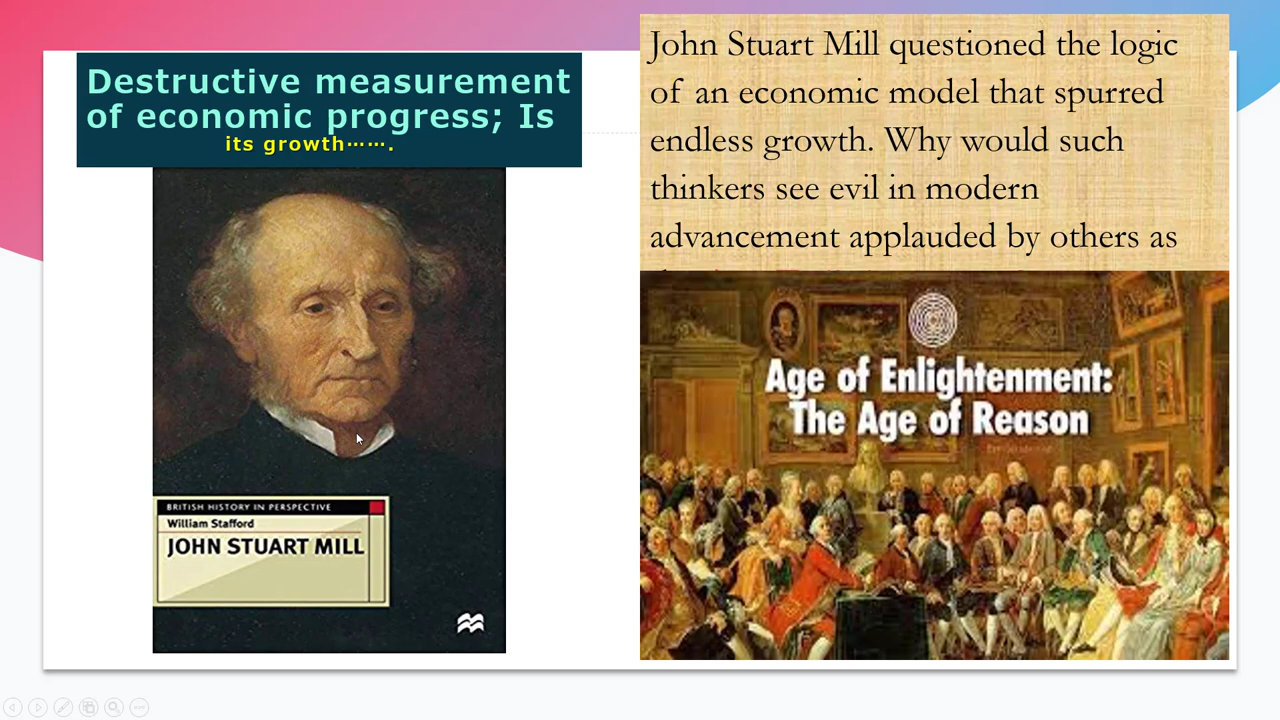 Destructive measurement
of economic progress; Is
its growth…….
BRITISH HISTORY IN PERSPECTIVE
William Stafford
JOHN STUART MILL
John Stuart Mill questioned the logic
of an economic model that spurred
endless growth. Why would such
thinkers see evil in modern
advancement applauded by others as
Age of Enlightenment:
The Age of Reason